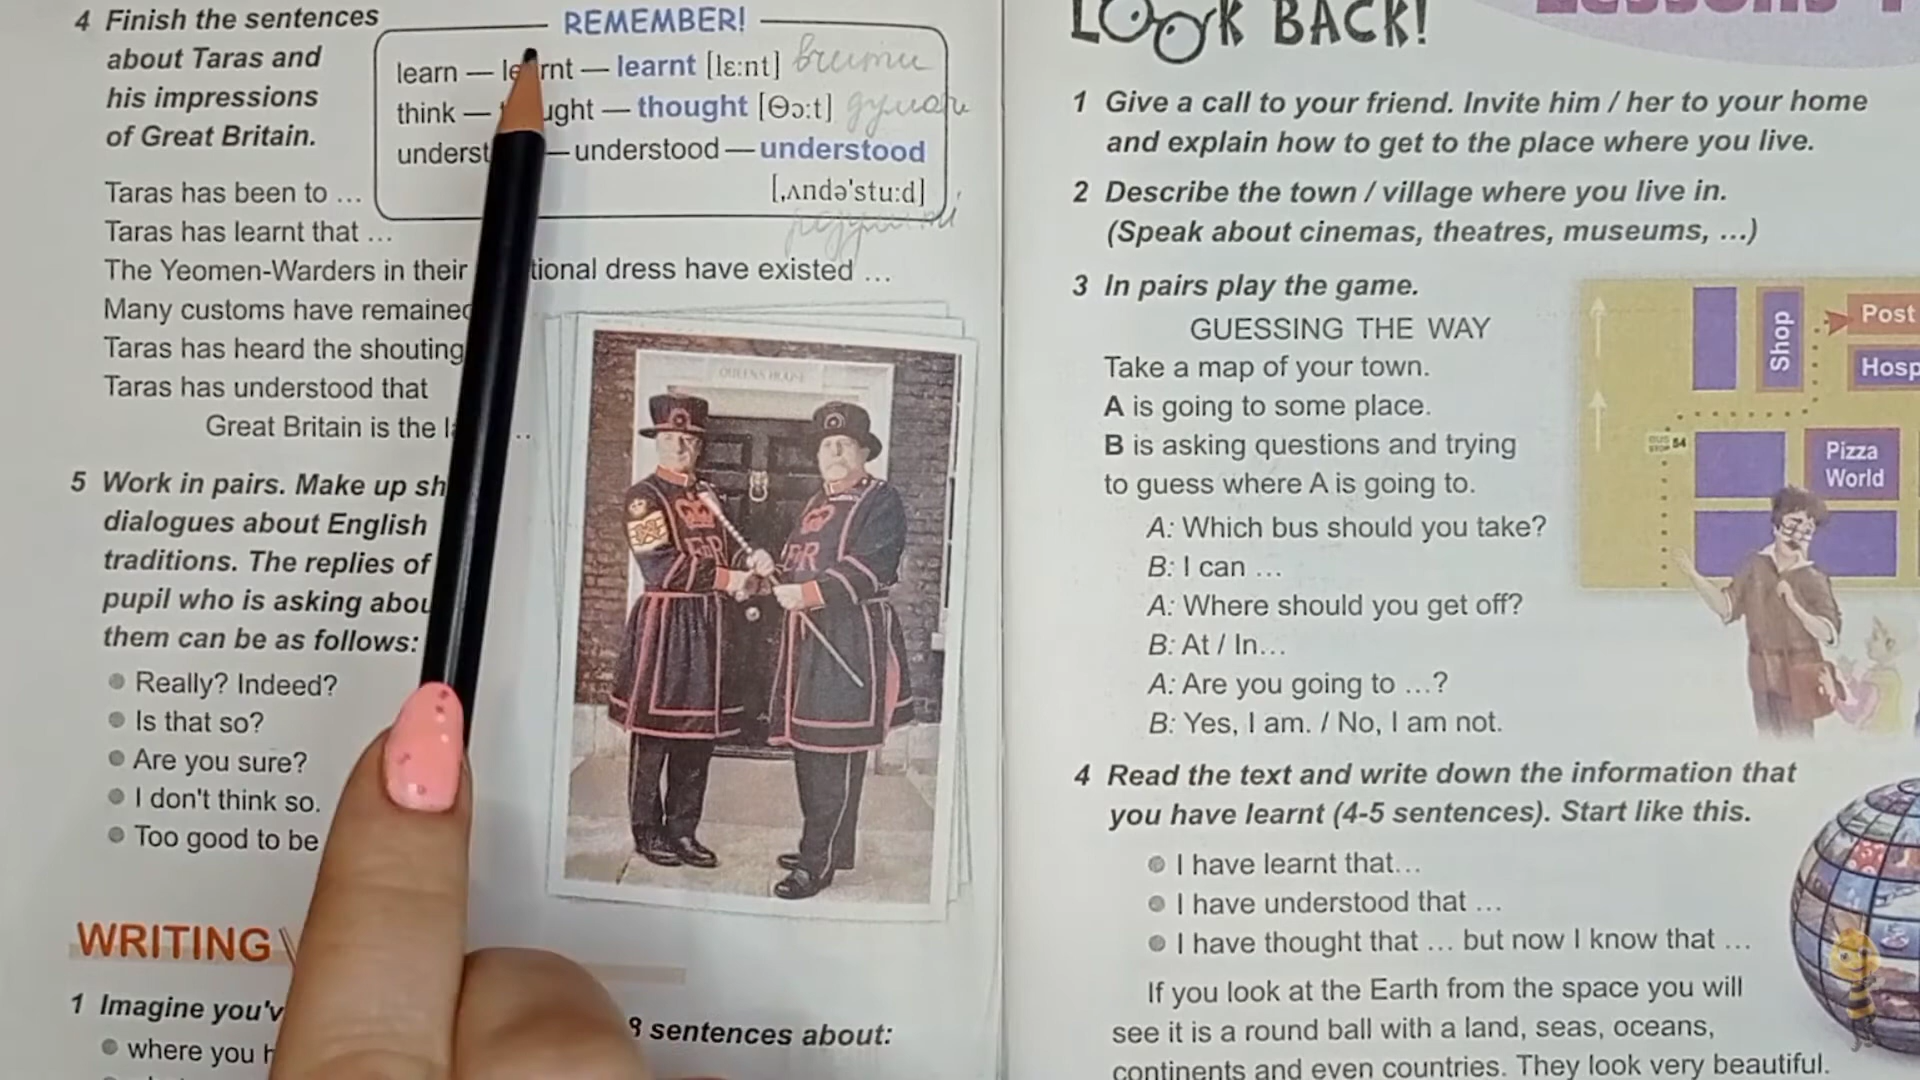 4 Finish the sentences
about Taras and
his impressions
of Great Britain.
REMEMBER!
learn — learnt — learnt [lɛ:nt] вчити
think — thought — thought [Θɔ:t] думати
underst — understood — understood
[ˌʌndə'stu:d]
Taras has been to …
Taras has learnt that …
The Yeomen-Warders in their tional dress have existed …
Many customs have remained
Taras has heard the shouting
Taras has understood that
Great Britain is the la …
5 Work in pairs. Make up sh
dialogues about English
traditions. The replies of
pupil who is asking abou
them can be as follows:
Really? Indeed?
Is that so?
Are you sure?
I don't think so.
Too good to be
QUEENS HOUSE
WRITING
1 Imagine you'v 8 sentences about:
where you h
LOOK BACK!
1 Give a call to your friend. Invite him / her to your home
and explain how to get to the place where you live.
2 Describe the town / village where you live in.
(Speak about cinemas, theatres, museums, …)
3 In pairs play the game.
GUESSING THE WAY
Take a map of your town.
A is going to some place.
B is asking questions and trying
to guess where A is going to.
A: Which bus should you take?
B: I can …
A: Where should you get off?
B: At / In…
A: Are you going to …?
B: Yes, I am. / No, I am not.
Shop
Post
Hosp
BUS STOP 54
Pizza
World
4 Read the text and write down the information that
you have learnt (4-5 sentences). Start like this.
I have learnt that…
I have understood that …
I have thought that … but now I know that …
If you look at the Earth from the space you will
see it is a round ball with a land, seas, oceans,
continents and even countries. They look very beautiful.